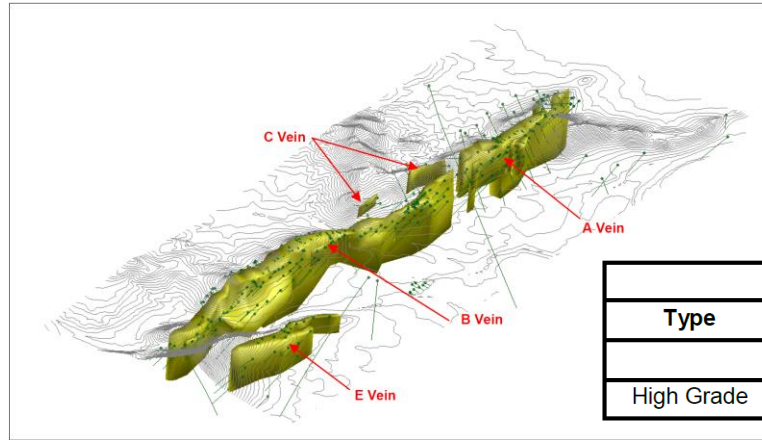 C Vein
A Vein
B Vein
E Vein
Type
High Grade